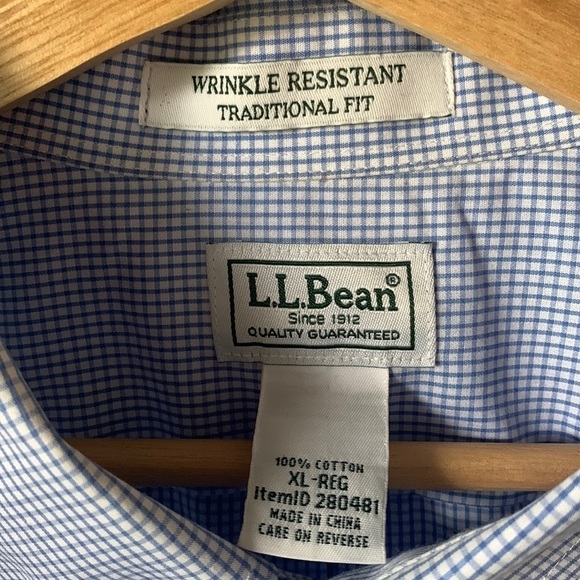 WRINKLE RESISTANT
TRADITIONAL FIT
L.L.Bean®
Since 1912
QUALITY GUARANTEED
100% COTTON
XL-REG
ItemID 280481
MADE IN CHINA
CARE ON REVERSE